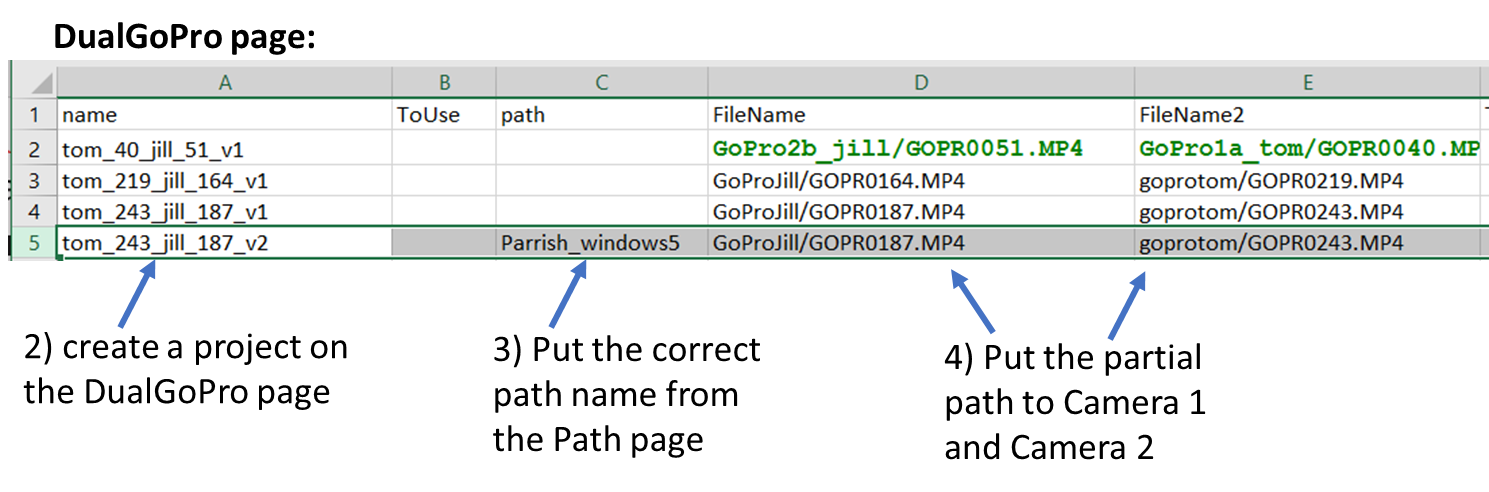 DualGoPro page:
A B C D E
1 name ToUse path FileName FileName2
2 tom_40_jill_51_v1 GoPro2b_jill/GOPR0051.MP4 GoPro1a_tom/GOPR0040.MP
3 tom_219_jill_164_v1 GoProJill/GOPR0164.MP4 goprotom/GOPR0219.MP4
4 tom_243_jill_187_v1 GoProJill/GOPR0187.MP4 goprotom/GOPR0243.MP4
5 tom_243_jill_187_v2 Parrish_windows5 GoProJill/GOPR0187.MP4 goprotom/GOPR0243.MP4
2) create a project on
the DualGoPro page
3) Put the correct
path name from
the Path page
4) Put the partial
path to Camera 1
and Camera 2